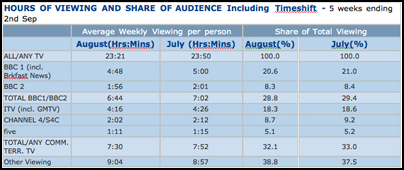 HOURS OF VIEWING AND SHARE OF AUDIENCE Including Timeshift - 5 weeks ending
2nd Sep
Average Weekly Viewing per person Share of Total Viewing
August(Hrs:Mins) July (Hrs:Mins) August(%) July(%)
ALL/ANY TV 23:21 23:50 100.0 100.0
BBC 1 (incl.
Brkfast News) 4:48 5:00 20.6 21.0
BBC 2 1:56 2:01 8.3 8.4
TOTAL BBC1/BBC2 6:44 7:02 28.8 29.4
ITV (incl. GMTV) 4:16 4:26 18.3 18.6
CHANNEL 4/S4C 2:02 2:12 8.7 9.2
five 1:11 1:15 5.1 5.2
TOTAL/ANY COMM.
TERR. TV 7:30 7:52 32.1 33.0
Other Viewing 9:04 8:57 38.8 37.5